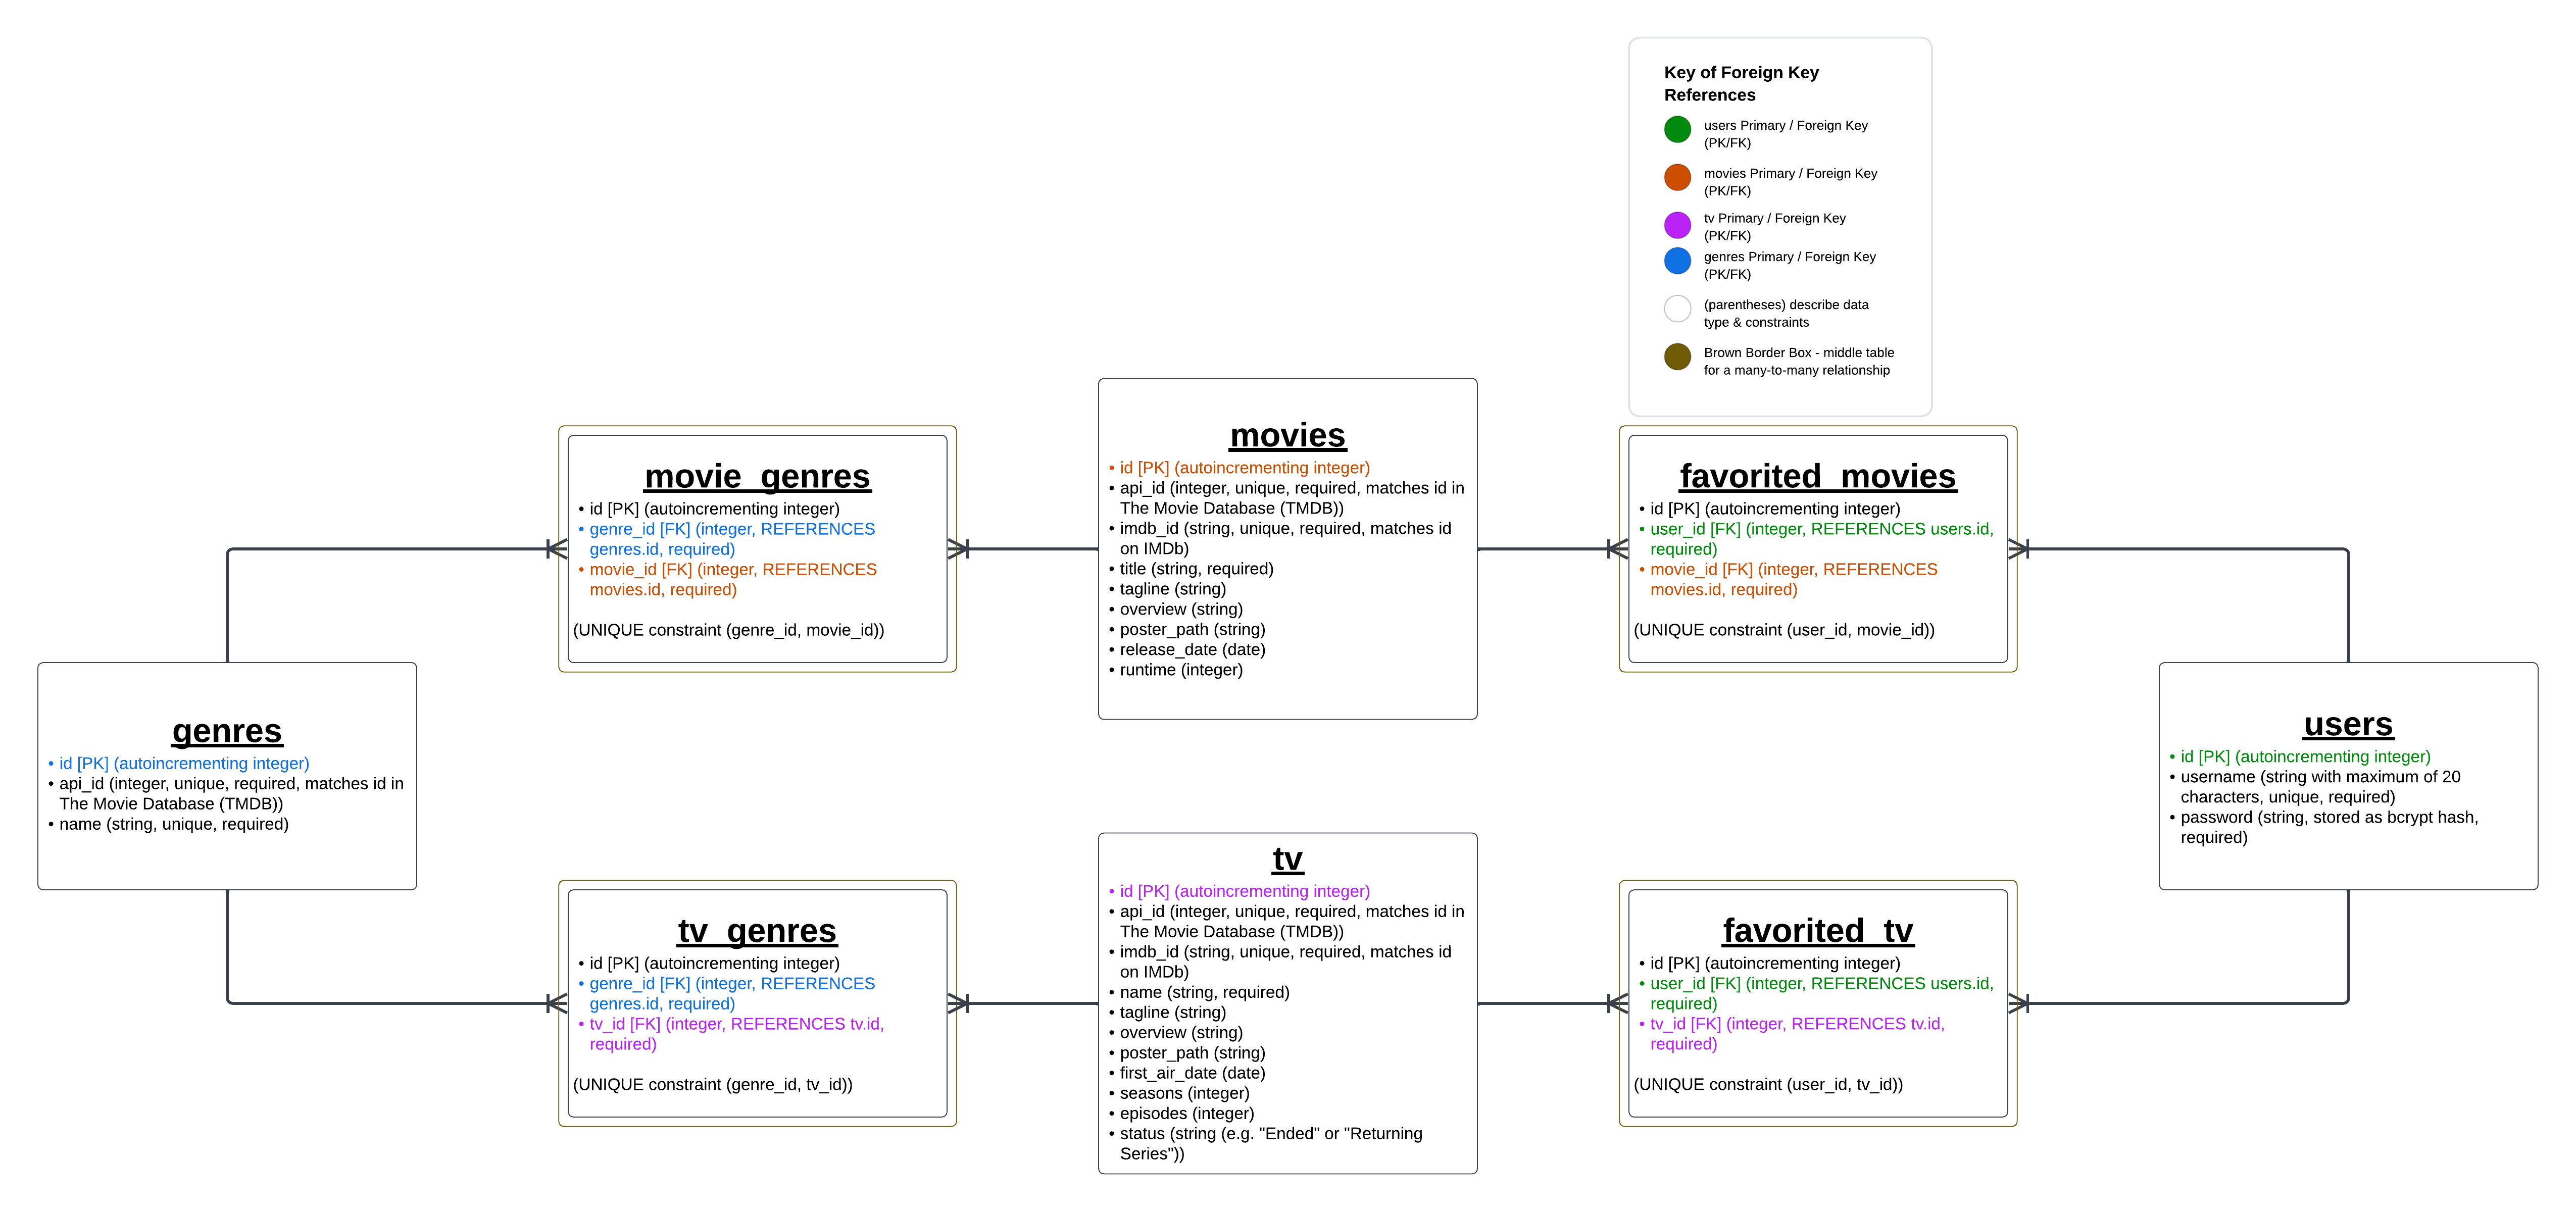 Key of Foreign Key
References
users Primary / Foreign Key
(PK/FK)
movies Primary / Foreign Key
(PK/FK)
tv Primary / Foreign Key
(PK/FK)
genres Primary / Foreign Key
(PK/FK)
(parentheses) describe data
type & constraints
Brown Border Box - middle table
for a many-to-many relationship
movie_genres
• id [PK] (autoincrementing integer)
• genre_id [FK] (integer, REFERENCES
genres.id, required)
• movie_id [FK] (integer, REFERENCES
movies.id, required)
(UNIQUE constraint (genre_id, movie_id))
movies
• id [PK] (autoincrementing integer)
• api_id (integer, unique, required, matches id in
The Movie Database (TMDB))
• imdb_id (string, unique, required, matches id
on IMDb)
• title (string, required)
• tagline (string)
• overview (string)
• poster_path (string)
• release_date (date)
• runtime (integer)
favorited_movies
• id [PK] (autoincrementing integer)
• user_id [FK] (integer, REFERENCES users.id,
required)
• movie_id [FK] (integer, REFERENCES
movies.id, required)
(UNIQUE constraint (user_id, movie_id))
genres
• id [PK] (autoincrementing integer)
• api_id (integer, unique, required, matches id in
The Movie Database (TMDB))
• name (string, unique, required)
users
• id [PK] (autoincrementing integer)
• username (string with maximum of 20
characters, unique, required)
• password (string, stored as bcrypt hash,
required)
tv_genres
• id [PK] (autoincrementing integer)
• genre_id [FK] (integer, REFERENCES
genres.id, required)
• tv_id [FK] (integer, REFERENCES tv.id,
required)
(UNIQUE constraint (genre_id, tv_id))
tv
• id [PK] (autoincrementing integer)
• api_id (integer, unique, required, matches id in
The Movie Database (TMDB))
• imdb_id (string, unique, required, matches id
on IMDb)
• name (string, required)
• tagline (string)
• overview (string)
• poster_path (string)
• first_air_date (date)
• seasons (integer)
• episodes (integer)
• status (string (e.g. "Ended" or "Returning
Series"))
favorited_tv
• id [PK] (autoincrementing integer)
• user_id [FK] (integer, REFERENCES users.id,
required)
• tv_id [FK] (integer, REFERENCES tv.id,
required)
(UNIQUE constraint (user_id, tv_id))